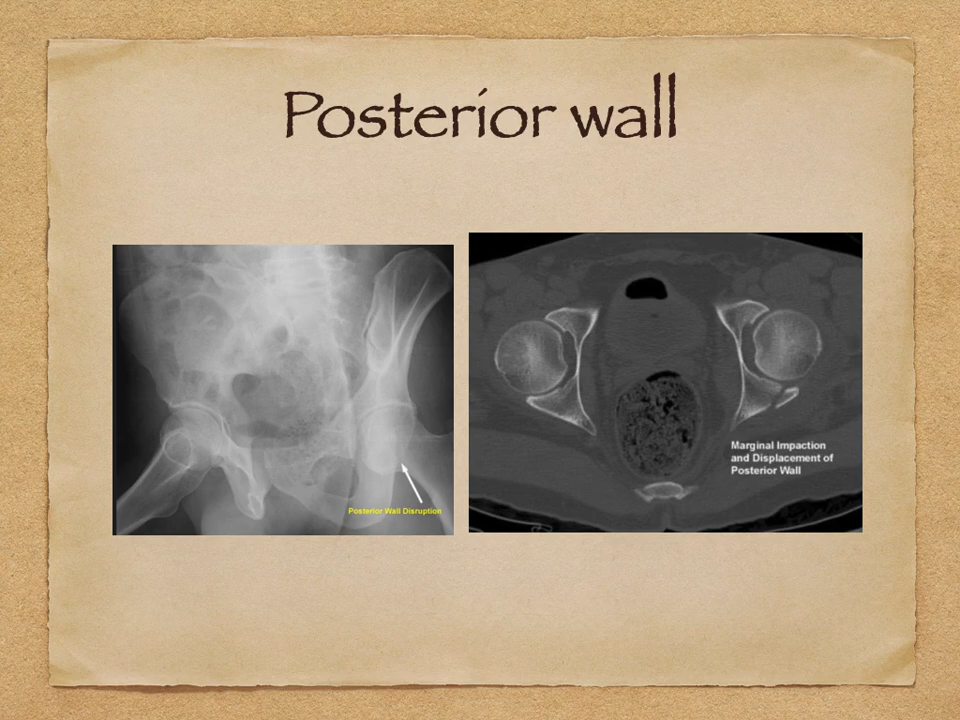 Posterior wall
Posterior Wall Disruption
Marginal Impaction
and Displacement of
Posterior Wall